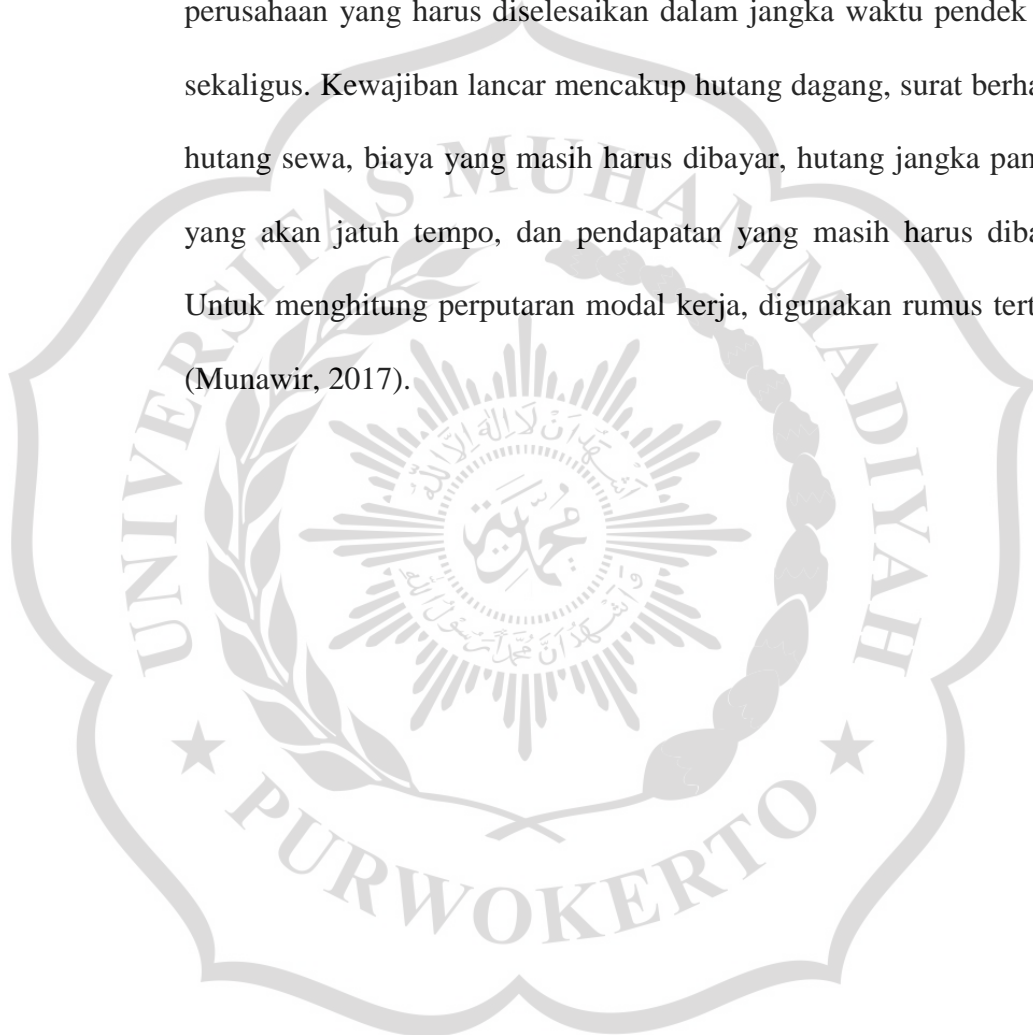 perusahaan yang harus diselesaikan dalam jangka waktu pendek
sekaligus. Kewajiban lancar mencakup hutang dagang, surat
hutang sewa, biaya yang masih harus dibayar, hutang jangka
yang akan jatuh tempo, dan pendapatan yang masih harus
Untuk menghitung perputaran modal kerja, digunakan rumus
(Munawir, 2017).
UNIVERSITAS MUHAMMADIYAH
PURWOKERTO